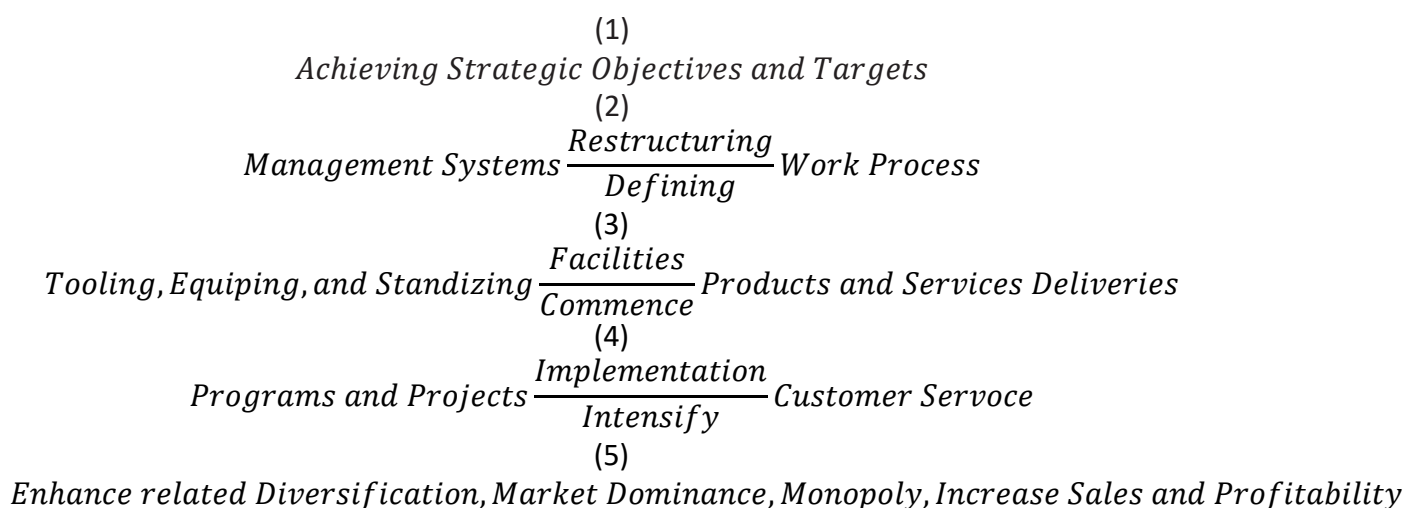 (1)
Achieving Strategic Objectives and Targets
(2)
Restructuring
Management Systems Work Process
Defining
(3)
Facilities
Tooling, Equiping, and Standizing Products and Services Deliveries
Commence
(4)
Implementation
Programs and Projects Customer Servoce
Intensify
(5)
Enhance related Diversification, Market Dominance, Monopoly, Increase Sales and Profitability